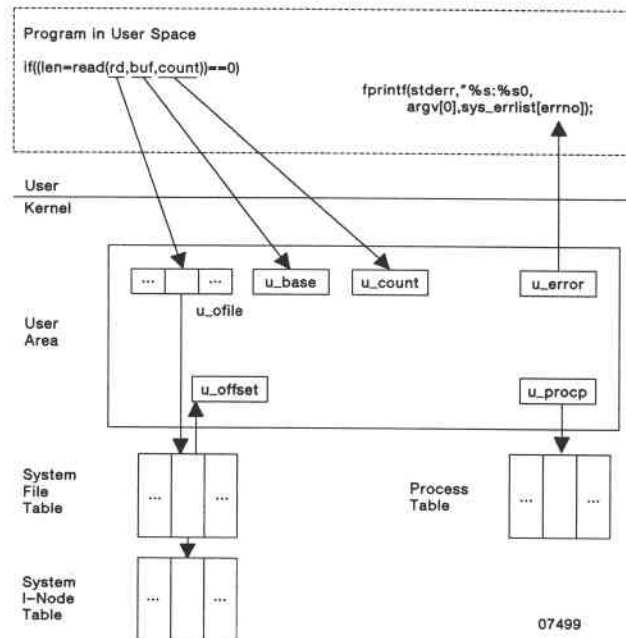 Program in User Space
if((len=read(rd,buf,count))==0)
fprintf(stderr,"%s:%s0,
argv[0],sys_errlist[errno]);
User
Kernel
... ... u_base u_count u_error
u_ofile
User
Area
u_offset u_procp
System
File
Table
... ...
Process
Table
... ...
System
I-Node
Table
... ...
07499